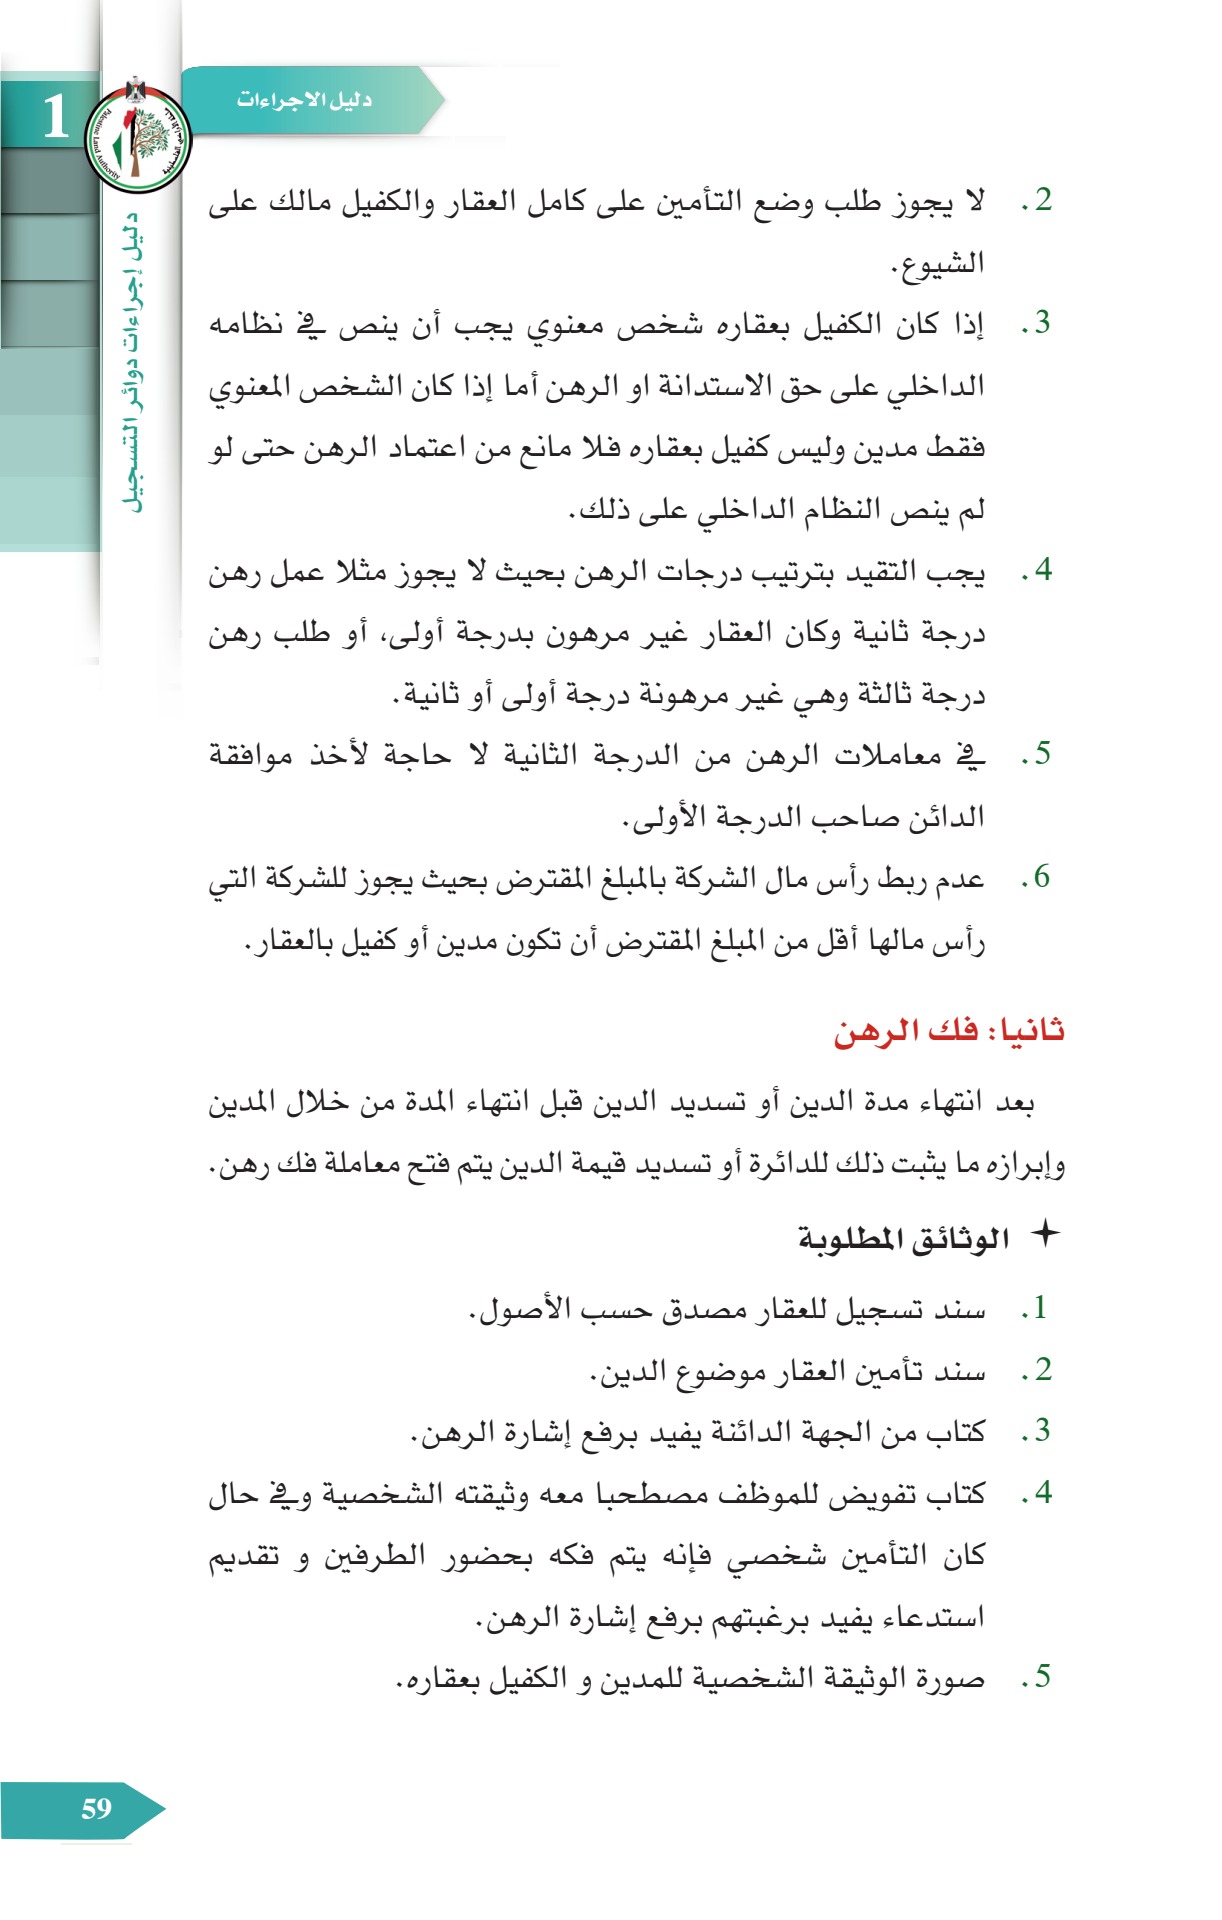 دليل الاجراءات
1
Palestine Land Authority
دليل إجراءات دوائر التسجيل
2. لا يجوز طلب وضع التأمين على كامل العقار والكفيل مالك على
الشيوع.
3. إذا كان الكفيل بعقاره شخص معنوي يجب أن ينص في نظامه
الداخلي على حق الاستدانة او الرهن أما إذا كان الشخص المعنوي
فقط مدين وليس كفيل بعقاره فلا مانع من اعتماد الرهن حتى لو
لم ينص النظام الداخلي على ذلك.
4. يجب التقيد بترتيب درجات الرهن بحيث لا يجوز مثلا عمل رهن
درجة ثانية وكان العقار غير مرهون بدرجة أولى، أو طلب رهن
درجة ثالثة وهي غير مرهونة درجة أولى أو ثانية.
5. في معاملات الرهن من الدرجة الثانية لا حاجة لأخذ موافقة
الدائن صاحب الدرجة الأولى.
6. عدم ربط رأس مال الشركة بالمبلغ المقترض بحيث يجوز للشركة التي
رأس مالها أقل من المبلغ المقترض أن تكون مدين أو كفيل بالعقار.
ثانيا: فك الرهن
بعد انتهاء مدة الدين أو تسديد الدين قبل انتهاء المدة من خلال المدين
وإبرازه ما يثبت ذلك للدائرة أو تسديد قيمة الدين يتم فتح معاملة فك رهن.
الوثائق المطلوبة
1. سند تسجيل للعقار مصدق حسب الأصول.
2. سند تأمين العقار موضوع الدين.
3. كتاب من الجهة الدائنة يفيد برفع إشارة الرهن.
4. كتاب تفويض للموظف مصطحبا معه وثيقته الشخصية وفي حال
كان التأمين شخصي فإنه يتم فكه بحضور الطرفين و تقديم
استدعاء يفيد برغبتهم برفع إشارة الرهن.
5. صورة الوثيقة الشخصية للمدين و الكفيل بعقاره.
59